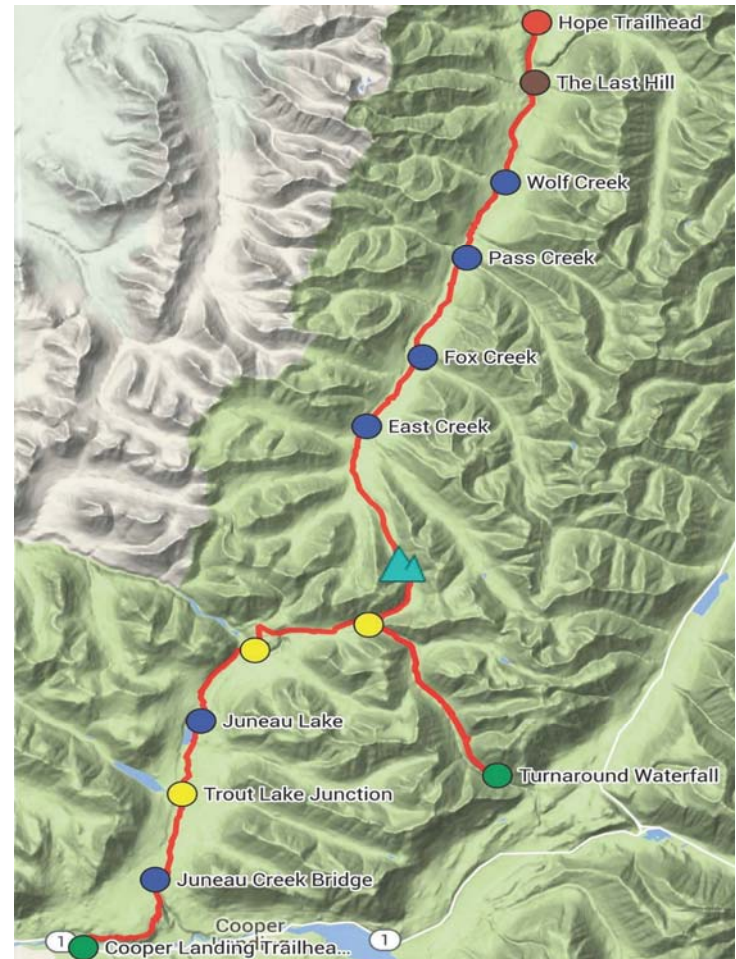 Hope Trailhead
The Last Hill
Wolf Creek
Pass Creek
Fox Creek
East Creek
Juneau Lake
Turnaround Waterfall
Trout Lake Junction
Juneau Creek Bridge
Cooper
1
1
Cooper Landing Trailhea...